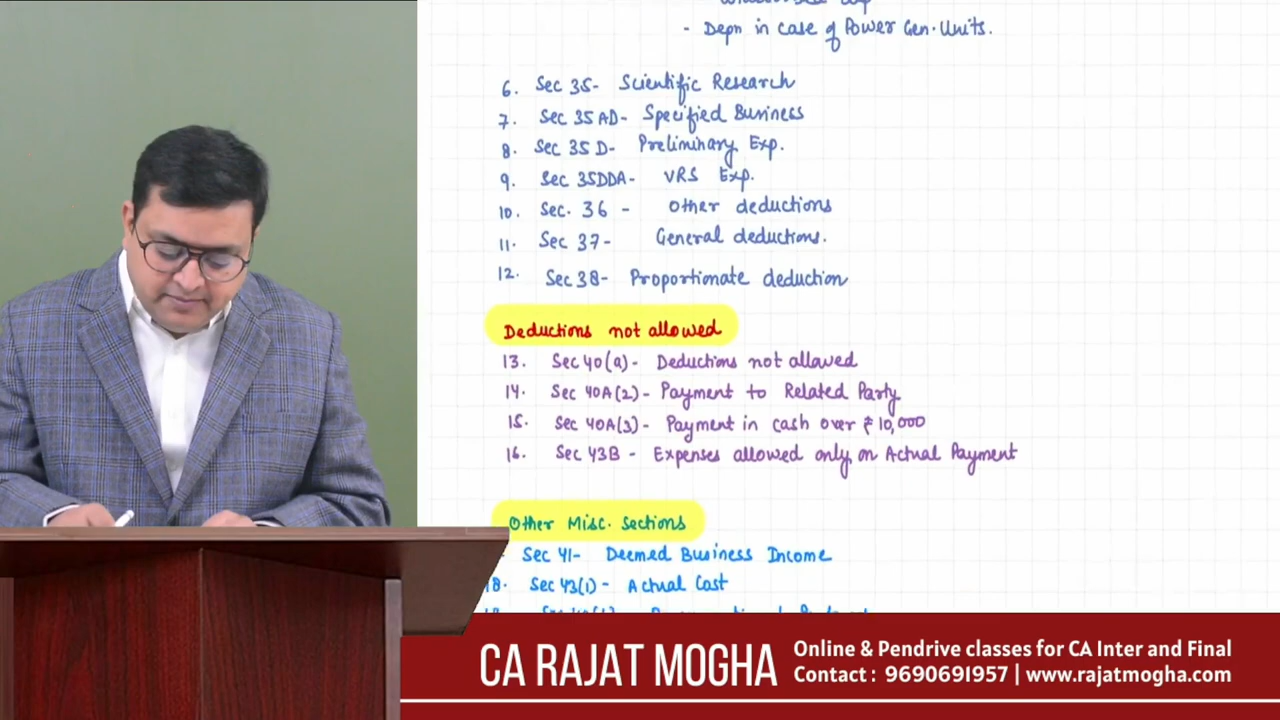 - Depn in case of Power Gen. Units.
6. Sec 35- Scientific Research
7. Sec 35 AD- Specified Business
8. Sec 35 D- Preliminary Exp.
9. Sec 35DDA- VRS Exp.
10. Sec. 36 - Other deductions
11. Sec 37- General deductions.
12. Sec 38- Proportionate deduction
Deductions not allowed
13. Sec 40(a)- Deductions not allowed
14. Sec 40A(2)- Payment to Related Party
15. Sec 40A(3)- Payment in cash over ₹ 10,000
16. Sec 43B - Expenses allowed only on Actual Payment
Other Misc. Sections
Sec 41- Deemed Business Income
18. Sec 43(1) - Actual Cost
CA RAJAT MOGHA
Online & Pendrive classes for CA Inter and Final
Contact : 9690691957 | www.rajatmogha.com